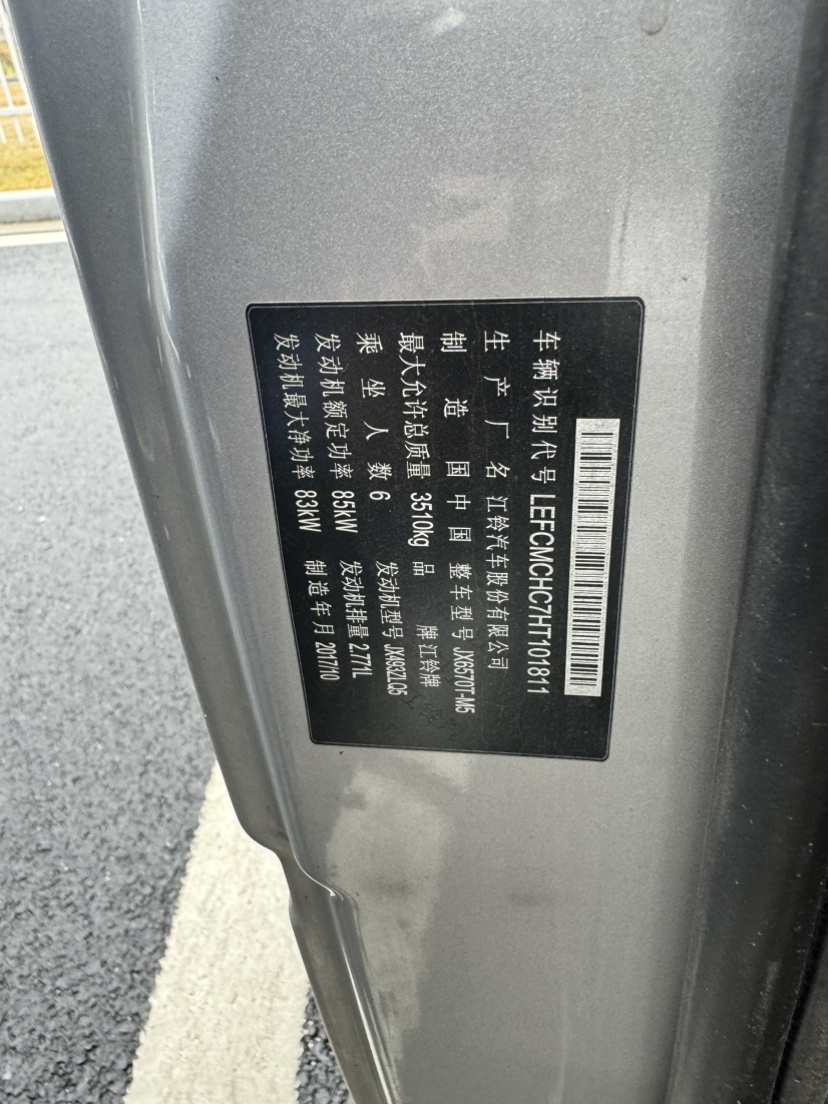 车辆识别代号 LEFCMCHC7HT101811
生产厂名 江铃汽车股份有限公司
制造国 中国 整车型号 JX6570T-M5
最大允许总质量 3510kg 品牌 江铃牌
乘坐人数 6 发动机型号 JX493ZLQ5
发动机额定功率 85kW 发动机排量 2.771L
发动机最大净功率 83kW 制造年月 2017/10